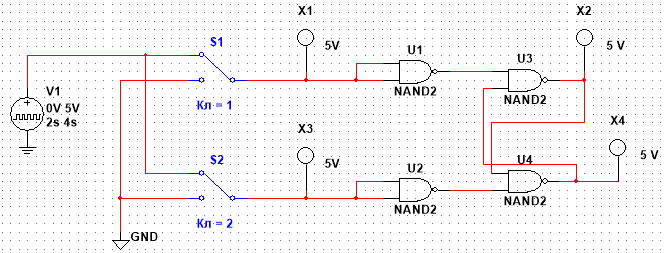 X1
X2
S1
5V
U1
U3
5 V
V1
0V 5V
2s 4s
Кл = 1
NAND2
NAND2
X3
X4
S2
5V
U2
U4
5 V
NAND2
NAND2
Кл = 2
GND